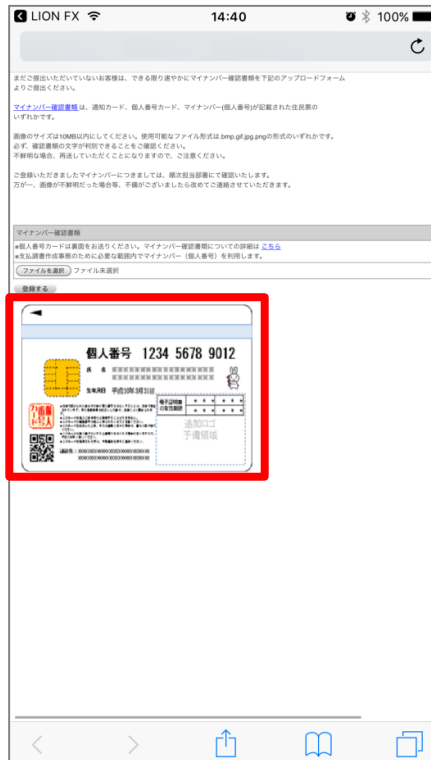 LION FX 14:40 100%
まだご提出いただいていないお客様は、できる限り速やかにマイナンバー確認書類を下記のアップロードフォーム
よりご提出ください。
マイナンバー確認書類 は、通知カード、個人番号カード、マイナンバー(個人番号)が記載された住民票の
いずれかです。
画像のサイズは10MB以内にしてください。使用可能なファイル形式は.bmp.gif.jpg.pngの形式のいずれかです。
必ず、確認書類の文字が判別できることをご確認ください。
不鮮明な場合、再送していただくことになりますので、ご注意ください。
ご登録いただきましたマイナンバーにつきましては、順次担当部署にて確認いたします。
万が一、画像が不鮮明だった場合等、不備がございましたら改めてご連絡させていただきます。
マイナンバー確認書類
※個人番号カードは裏面をお送りください。マイナンバー確認書類についての詳細は こちら
※支払調書作成事務のために必要な範囲内でマイナンバー（個人番号）を利用します。
ファイルを選択 ファイル未選択
登録する
個人番号 1234 5678 9012
氏 名
生年月日 平成10年3月31日
電子証明書
の有効期限
追加ロゴ
予備領域
連絡先：